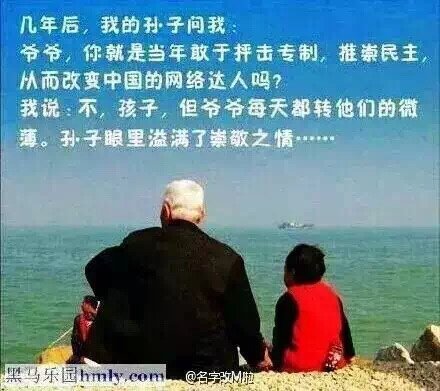 几年后，我的孙子问我：
爷爷，你就是当年敢于抨击专制，推崇民主，
从而改变中国的网络达人吗？
我说：不，孩子，但爷爷每天都转他们的微
薄。孙子眼里溢满了崇敬之情……
黑马乐园hmly.com
@名字改M啦